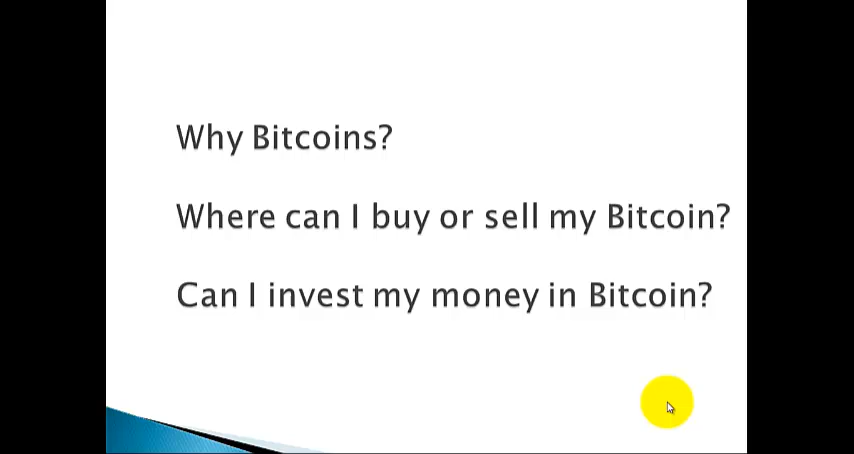 Why Bitcoins?
Where can I buy or sell my Bitcoin?
Can I invest my money in Bitcoin?